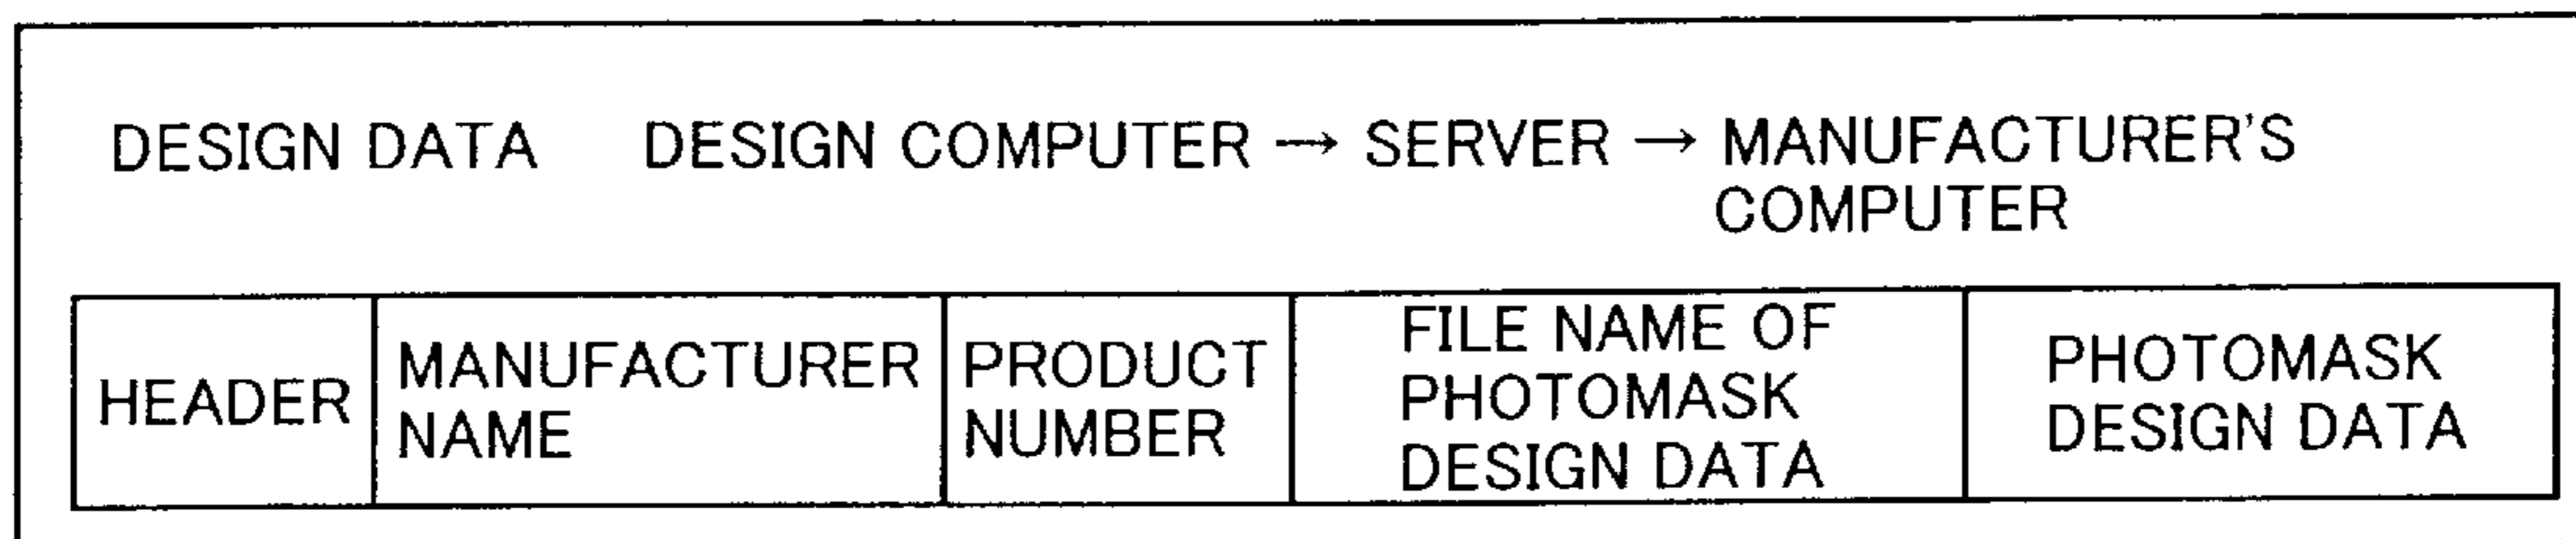 DESIGN DATA DESIGN COMPUTER → SERVER → MANUFACTURER'S
COMPUTER
HEADER
MANUFACTURER
NAME
PRODUCT
NUMBER
FILE NAME OF
PHOTOMASK
DESIGN DATA
PHOTOMASK
DESIGN DATA